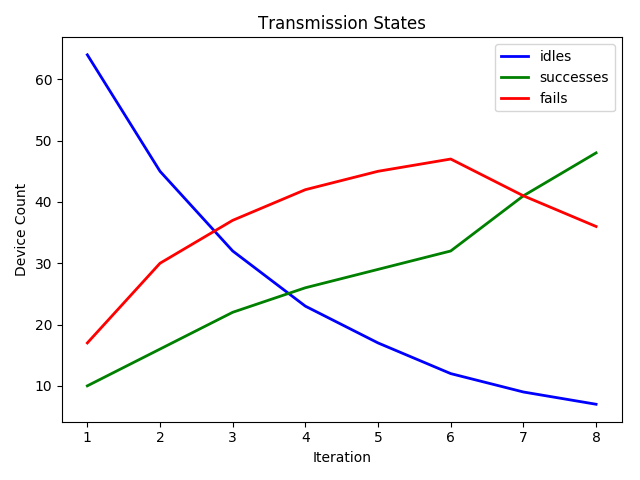 Transmission States
idles
successes
fails
Device Count
60
50
40
30
20
10
1 2 3 4 5 6 7 8
Iteration